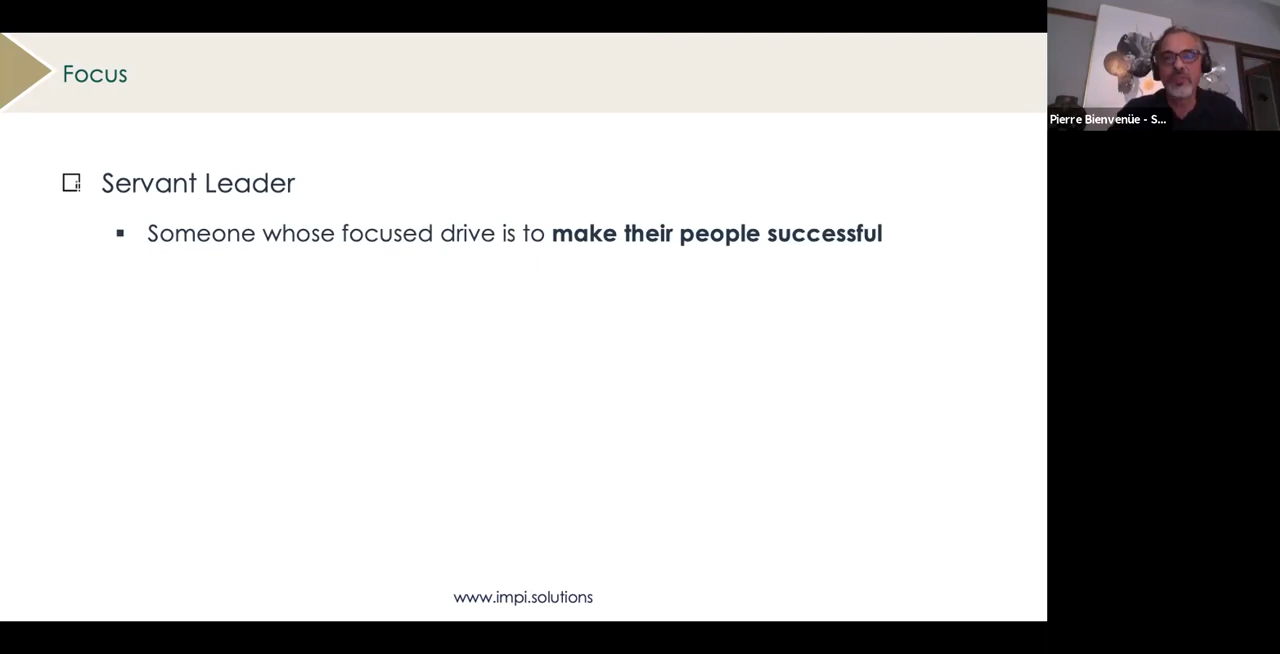 Focus
Servant Leader
Someone whose focused drive is to make their people successful
www.impi.solutions
Pierre Bienvenüe - S...